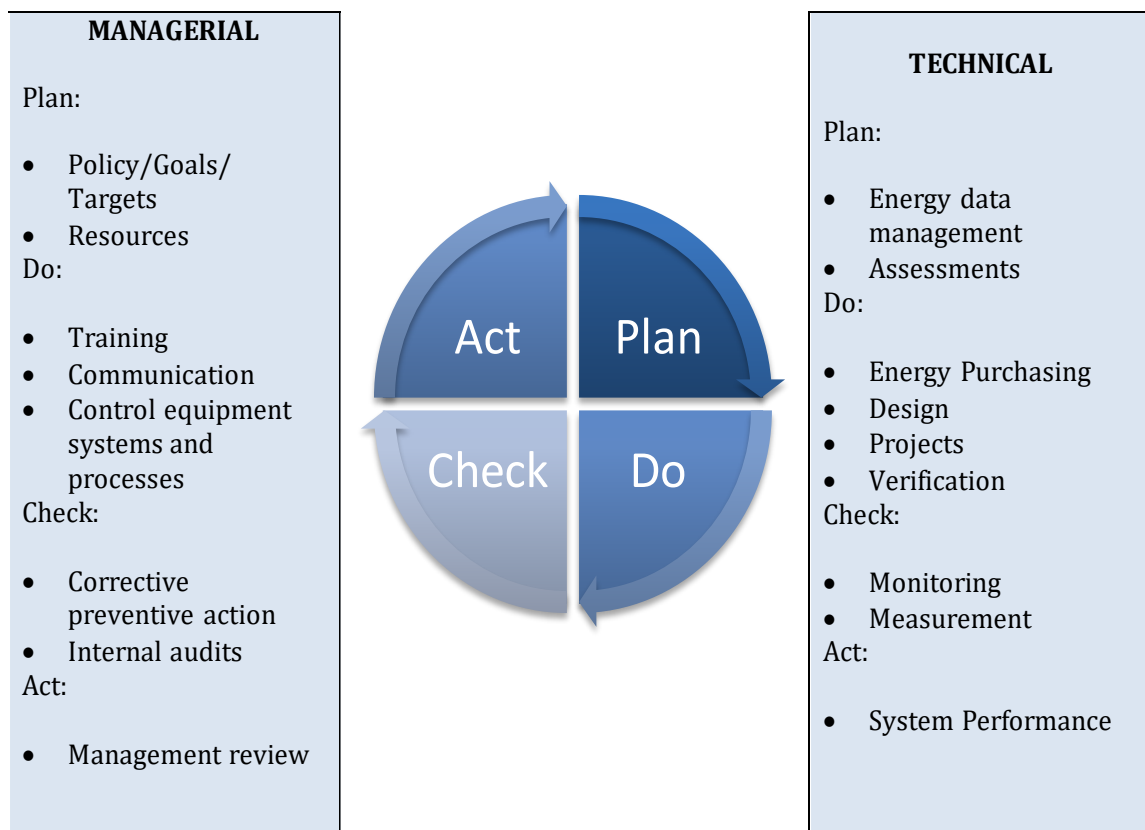 MANAGERIAL
Plan:
• Policy/Goals/
Targets
• Resources
Do:
• Training
• Communication
• Control equipment
systems and
processes
Check:
• Corrective
preventive action
• Internal audits
Act:
• Management review
Act
Plan
Check
Do
TECHNICAL
Plan:
• Energy data
management
• Assessments
Do:
• Energy Purchasing
• Design
• Projects
• Verification
Check:
• Monitoring
• Measurement
Act:
• System Performance